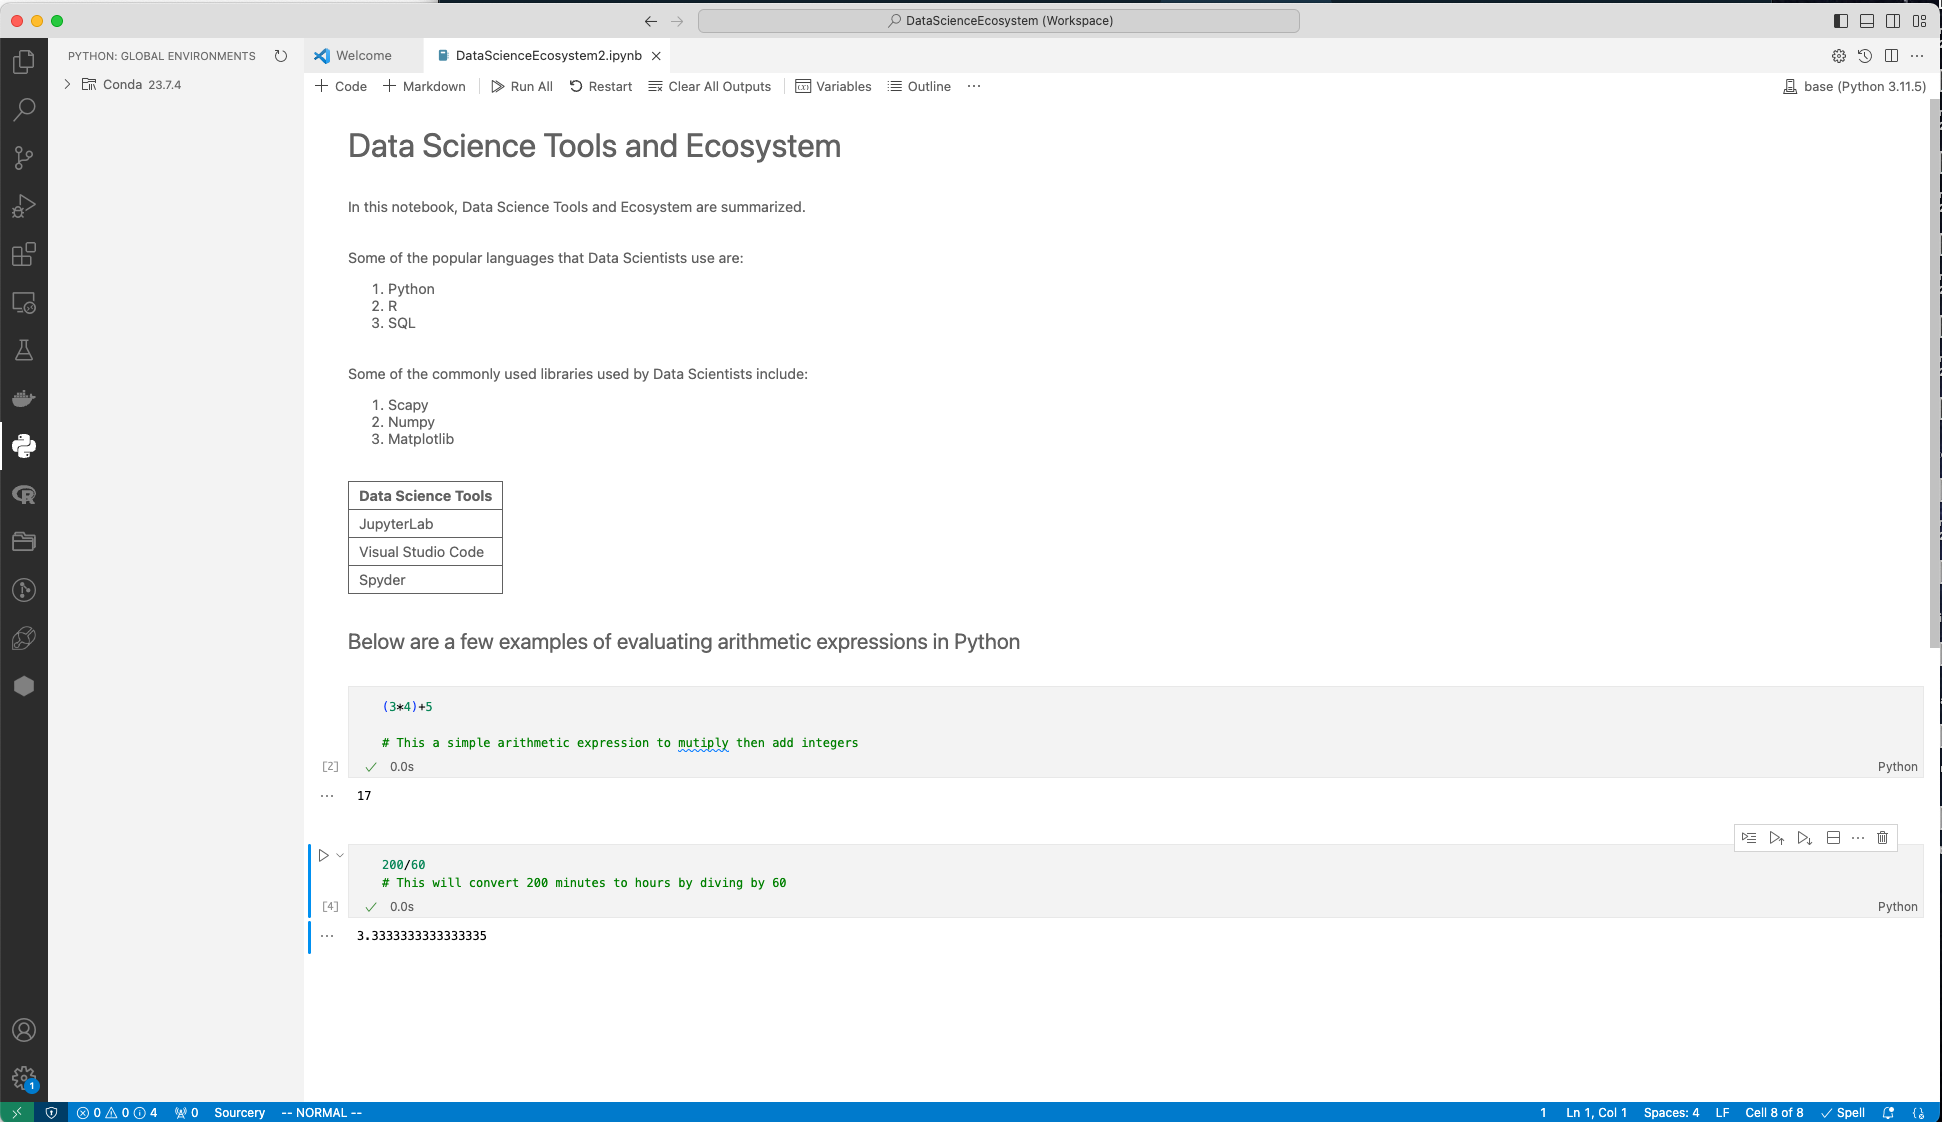 DataScienceEcosystem (Workspace)
PYTHON: GLOBAL ENVIRONMENTS
Conda 23.7.4
Welcome
DataScienceEcosystem2.ipynb
Code Markdown Run All Restart Clear All Outputs Variables Outline ...
base (Python 3.11.5)
Data Science Tools and Ecosystem
In this notebook, Data Science Tools and Ecosystem are summarized.
Some of the popular languages that Data Scientists use are:
1. Python
2. R
3. SQL
Some of the commonly used libraries used by Data Scientists include:
1. Scapy
2. Numpy
3. Matplotlib
Data Science Tools
JupyterLab
Visual Studio Code
Spyder
Below are a few examples of evaluating arithmetic expressions in Python
(3*4)+5
# This a simple arithmetic expression to mutiply then add integers
[2] 0.0s Python
... 17
200/60
# This will convert 200 minutes to hours by diving by 60
[4] 0.0s Python
... 3.3333333333333335
1
0 0 4 0 Sourcery -- NORMAL -- 1 Ln 1, Col 1 Spaces: 4 LF Cell 8 of 8 Spell